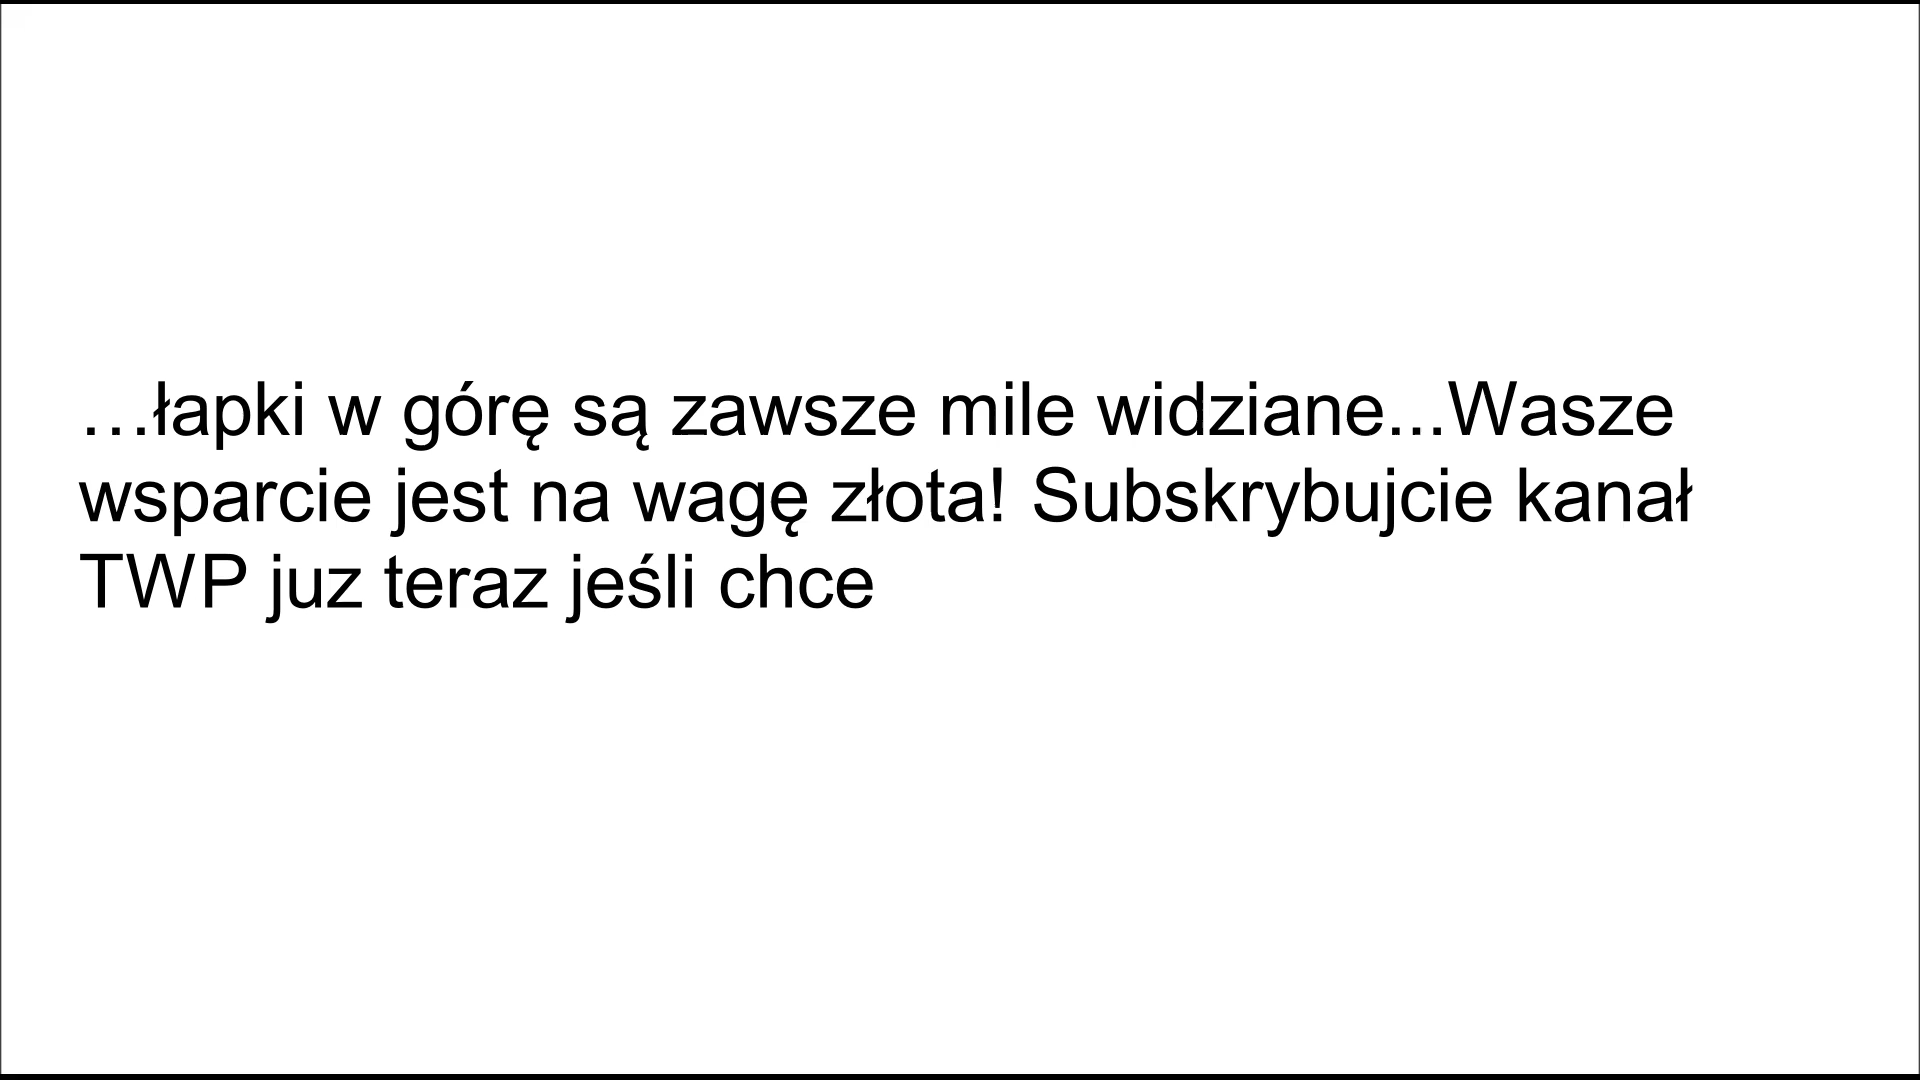 …łapki w górę są zawsze mile widziane...Wasze
wsparcie jest na wagę złota! Subskrybujcie kanał
TWP juz teraz jeśli chce